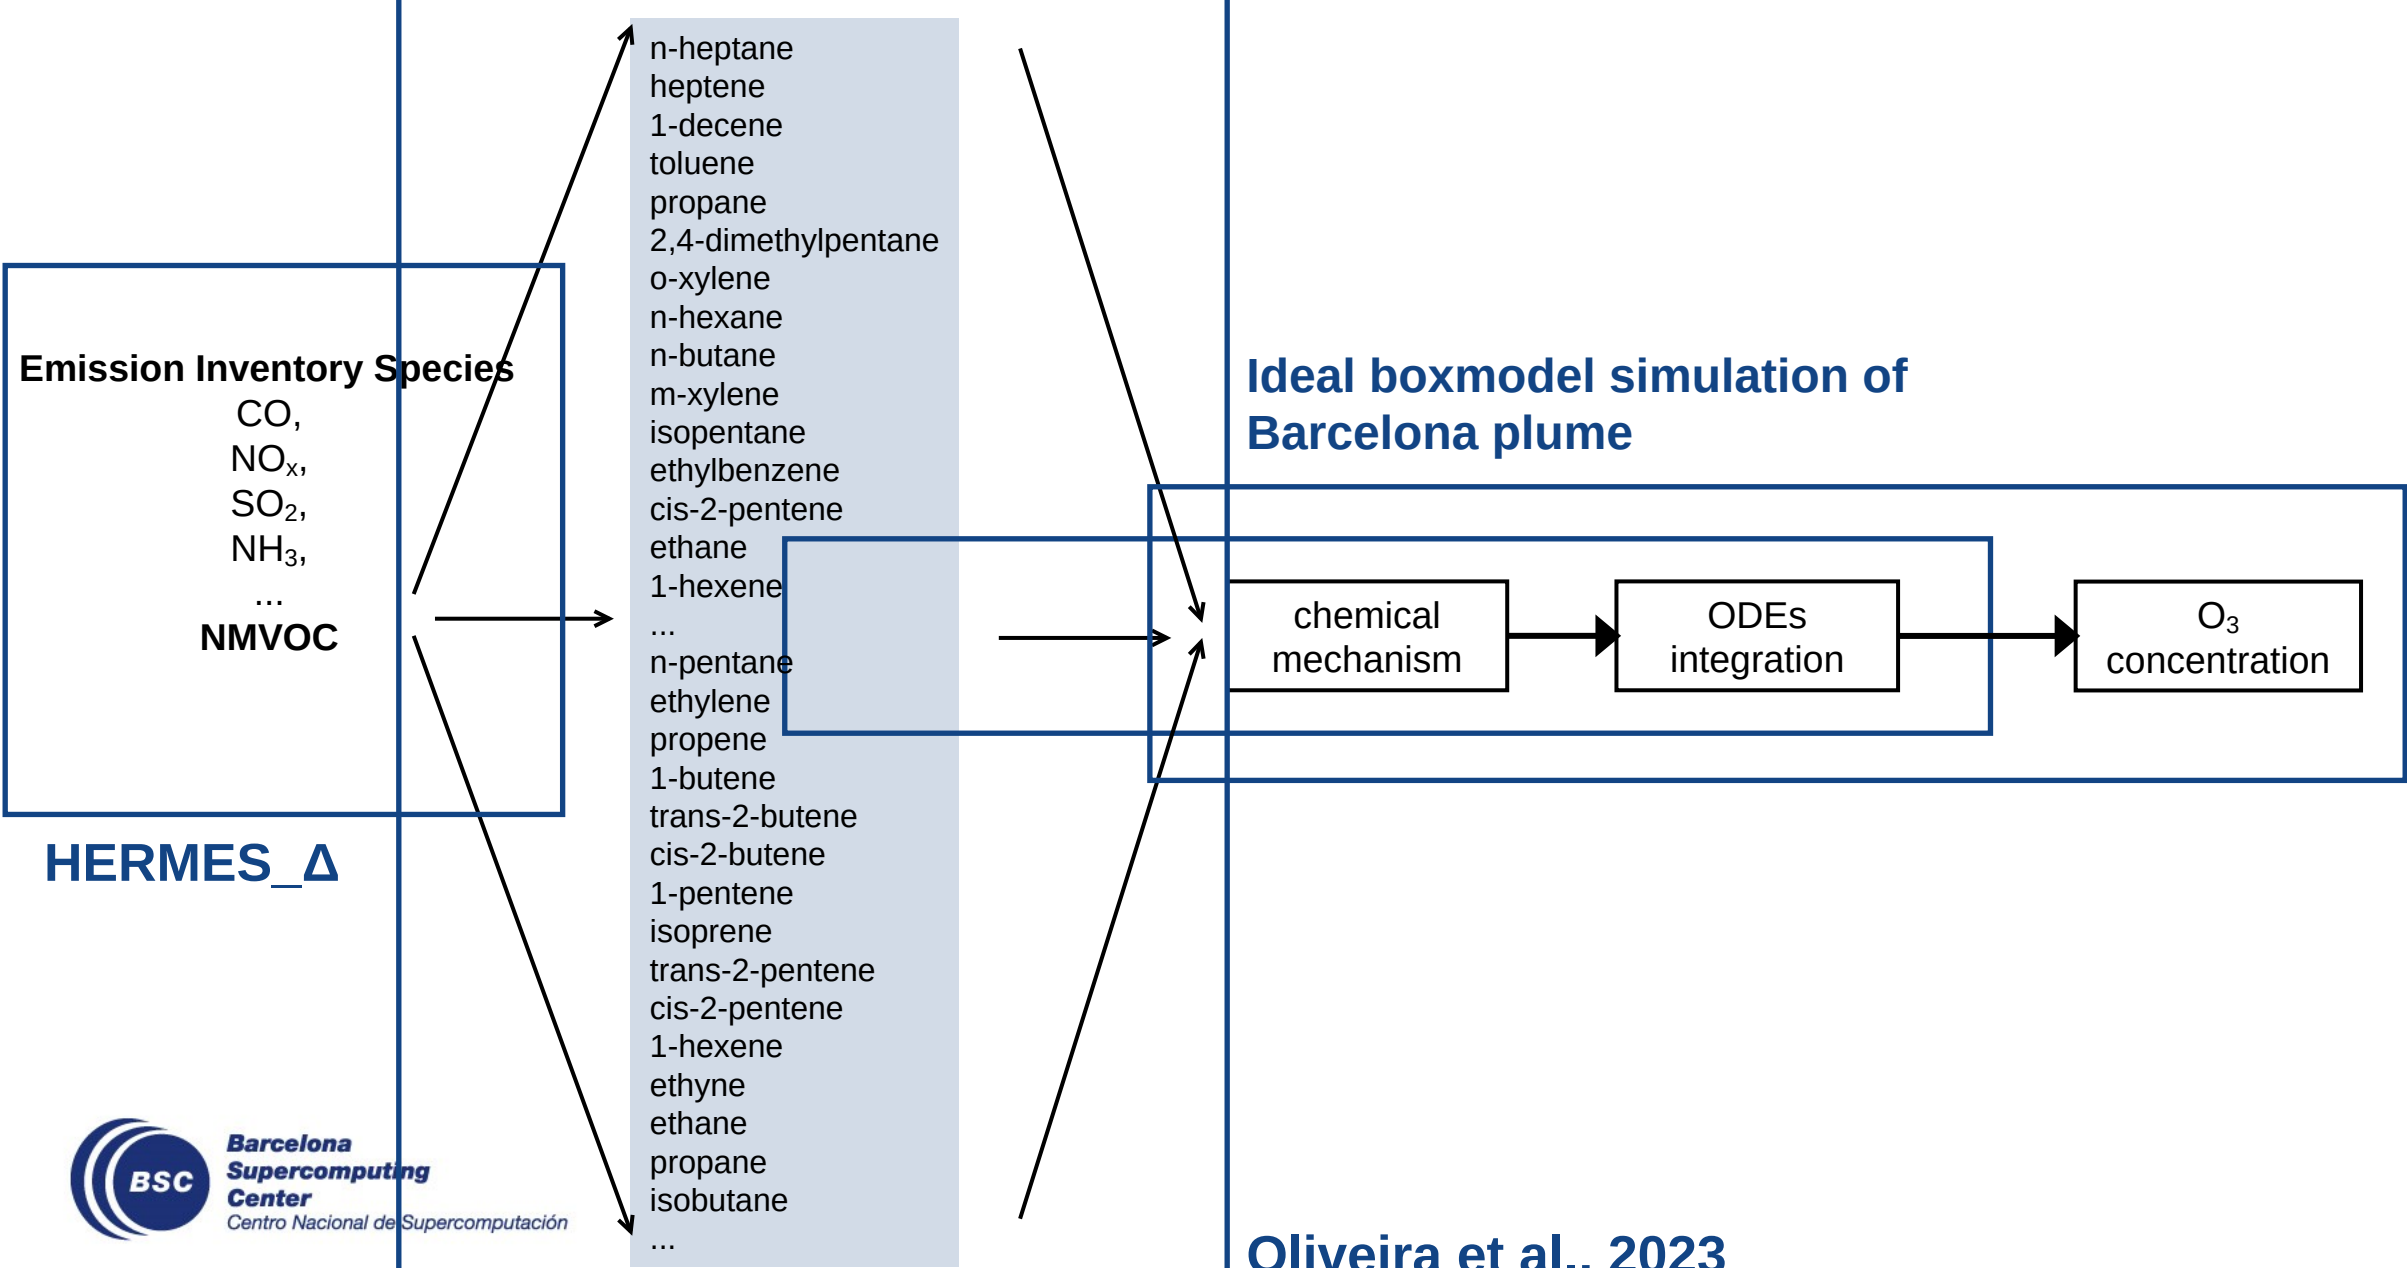 Emission Inventory Species
CO,
NOx,
SO2,
NH3,
...
NMVOC
HERMES_Δ
n-heptane
heptene
1-decene
toluene
propane
2,4-dimethylpentane
o-xylene
n-hexane
n-butane
m-xylene
isopentane
ethylbenzene
cis-2-pentene
ethane
1-hexene
...
n-pentane
ethylene
propene
1-butene
trans-2-butene
cis-2-butene
1-pentene
isoprene
trans-2-pentene
cis-2-pentene
1-hexene
ethyne
ethane
propane
isobutane
...
Ideal boxmodel simulation of
Barcelona plume
chemical
mechanism
ODEs
integration
O3
concentration
BSC
Barcelona
Supercomputing
Center
Centro Nacional de Supercomputación
Oliveira et al., 2023